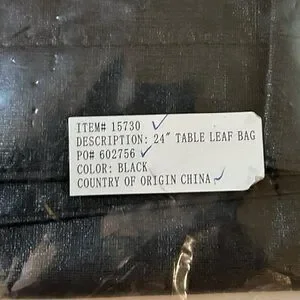 ITEM# 15730
DESCRIPTION: 24" TABLE LEAF BAG
PO# 602756
COLOR: BLACK
COUNTRY OF ORIGIN CHINA